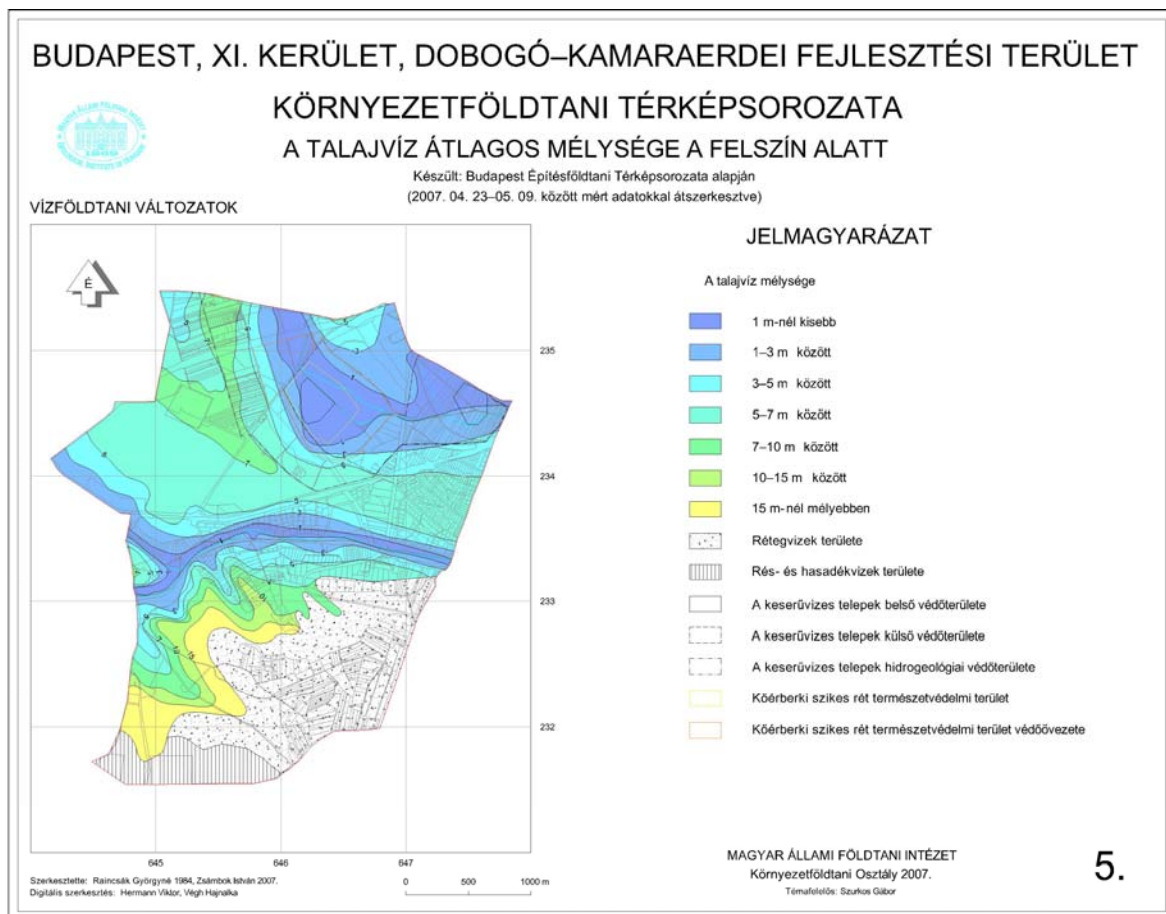 BUDAPEST, XI. KERÜLET, DOBOGÓ–KAMARAERDEI FEJLESZTÉSI TERÜLET
KÖRNYEZETFÖLDTANI TÉRKÉPSOROZATA
A TALAJVÍZ ÁTLAGOS MÉLYSÉGE A FELSZÍN ALATT
Készült: Budapest Építésföldtani Térképsorozata alapján
(2007. 04. 23–05. 09. között mért adatokkal átszerkesztve)
VÍZFÖLDTANI VÁLTOZATOK
É
235
234
233
232
645
646
647
JELMAGYARÁZAT
A talajvíz mélysége
1 m-nél kisebb
1–3 m között
3–5 m között
5–7 m között
7–10 m között
10–15 m között
15 m-nél mélyebben
Rétegvizek területe
Rés- és hasadékvizek területe
A keserűvizes telepek belső védőterülete
A keserűvizes telepek külső védőterülete
A keserűvizes telepek hidrogeológiai védőterülete
Kőérberki szikes rét természetvédelmi terület
Kőérberki szikes rét természetvédelmi terület védőövezete
Szerkesztette: Raincsák Györgyné 1984, Zsámbok István 2007.
Digitális szerkesztés: Hermann Viktor, Végh Hajnalka
0 500 1000 m
MAGYAR ÁLLAMI FÖLDTANI INTÉZET
Környezetföldtani Osztály 2007.
Témafelelős: Szurkos Gábor
5.